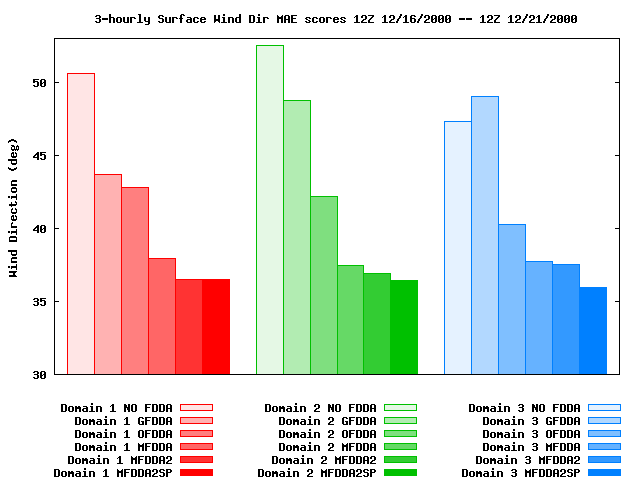 3-hourly Surface Wind Dir MAE scores 12Z 12/16/2000 -- 12Z 12/21/2000
Wind Direction (deg)
50
45
40
35
30
Domain 1 NO FDDA
Domain 1 GFDDA
Domain 1 OFDDA
Domain 1 MFDDA
Domain 1 MFDDA2
Domain 1 MFDDA2SP
Domain 2 NO FDDA
Domain 2 GFDDA
Domain 2 OFDDA
Domain 2 MFDDA
Domain 2 MFDDA2
Domain 2 MFDDA2SP
Domain 3 NO FDDA
Domain 3 GFDDA
Domain 3 OFDDA
Domain 3 MFDDA
Domain 3 MFDDA2
Domain 3 MFDDA2SP